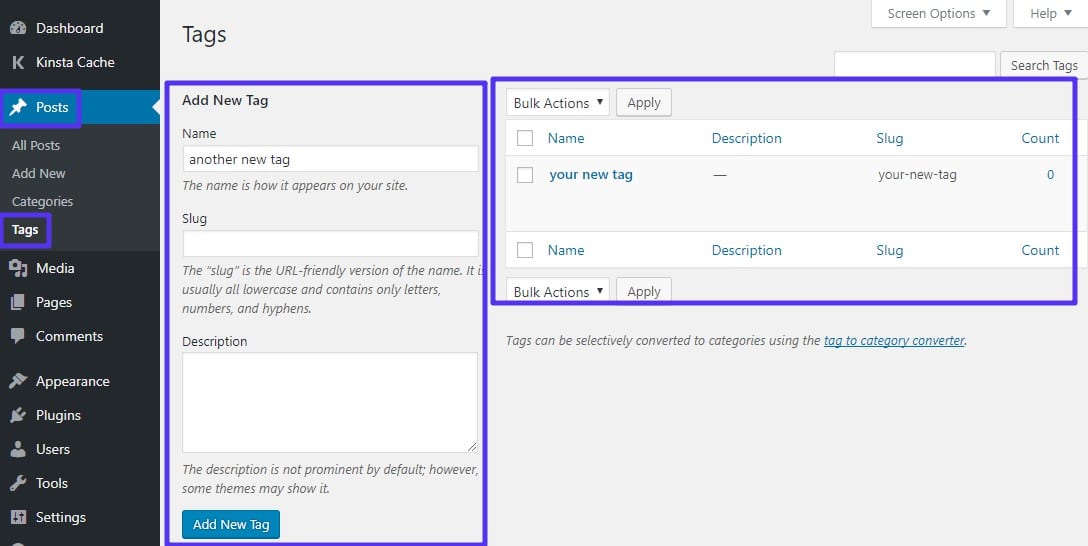 Dashboard
Kinsta Cache
Posts
All Posts
Add New
Categories
Tags
Media
Pages
Comments
Appearance
Plugins
Users
Tools
Settings
Screen Options
Help
Tags
Search Tags
Add New Tag
Name
another new tag
The name is how it appears on your site.
Slug
The "slug" is the URL-friendly version of the name. It is
usually all lowercase and contains only letters,
numbers, and hyphens.
Description
The description is not prominent by default; however,
some themes may show it.
Add New Tag
Bulk Actions Apply
Name Description Slug Count
your new tag — your-new-tag 0
Name Description Slug Count
Bulk Actions Apply
Tags can be selectively converted to categories using the tag to category converter.